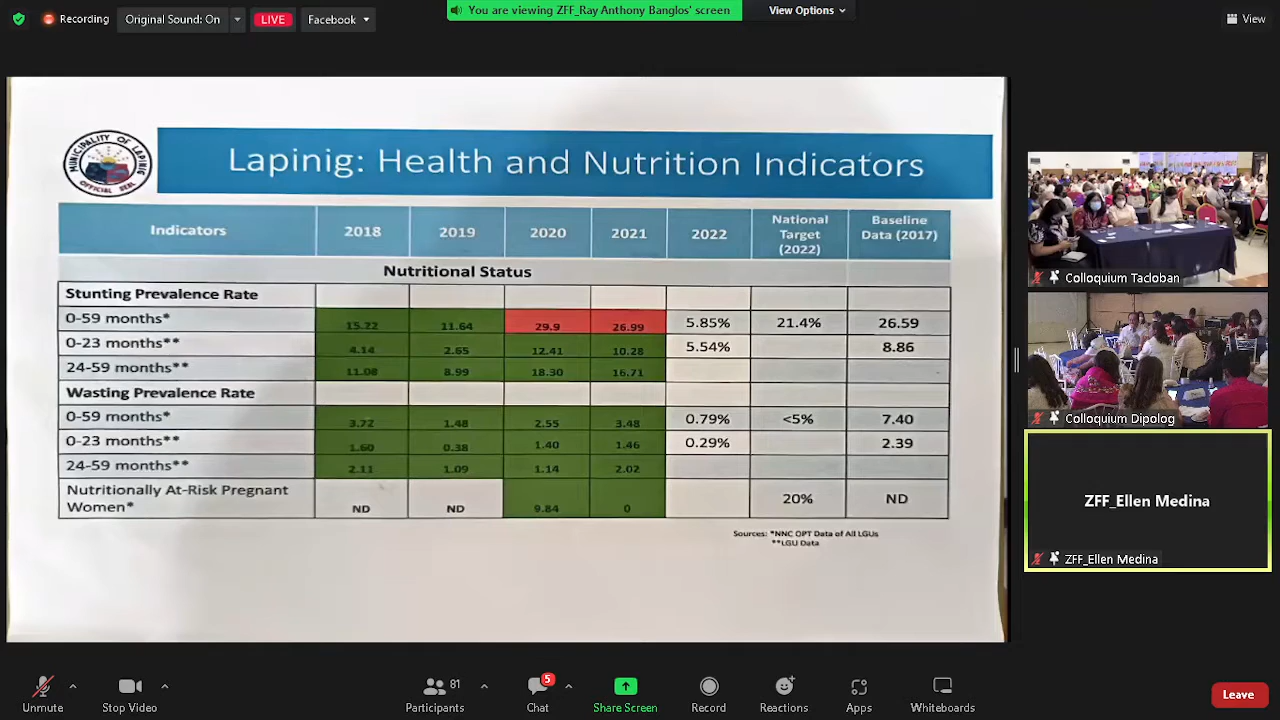 Recording
Original Sound: On
LIVE
Facebook
You are viewing ZFF_Ray Anthony Banglos' screen
View Options
View
MUNICIPALITY OF LAPINIG
OFFICIAL SEAL
Lapinig: Health and Nutrition Indicators
Indicators 2018 2019 2020 2021 2022 National Target (2022) Baseline Data (2017)
Nutritional Status
Stunting Prevalence Rate
0-59 months* 15.22 11.64 29.9 26.99 5.85% 21.4% 26.59
0-23 months** 4.14 2.65 12.41 10.28 5.54% 8.86
24-59 months** 11.08 8.99 18.30 16.71
Wasting Prevalence Rate
0-59 months* 3.72 1.48 2.55 3.48 0.79% <5% 7.40
0-23 months** 1.60 0.38 1.40 1.46 0.29% 2.39
24-59 months** 2.11 1.09 1.14 2.02
Nutritionally At-Risk Pregnant
Women* ND ND 9.84 0 20% ND
Sources: *NNC OPT Data of All LGUs
**LGU Data
Colloquium Tacloban
Colloquium Dipolog
ZFF_Ellen Medina
ZFF_Ellen Medina
Unmute
Stop Video
81
Participants
5
Chat
Share Screen
Record
Reactions
Apps
Whiteboards
Leave